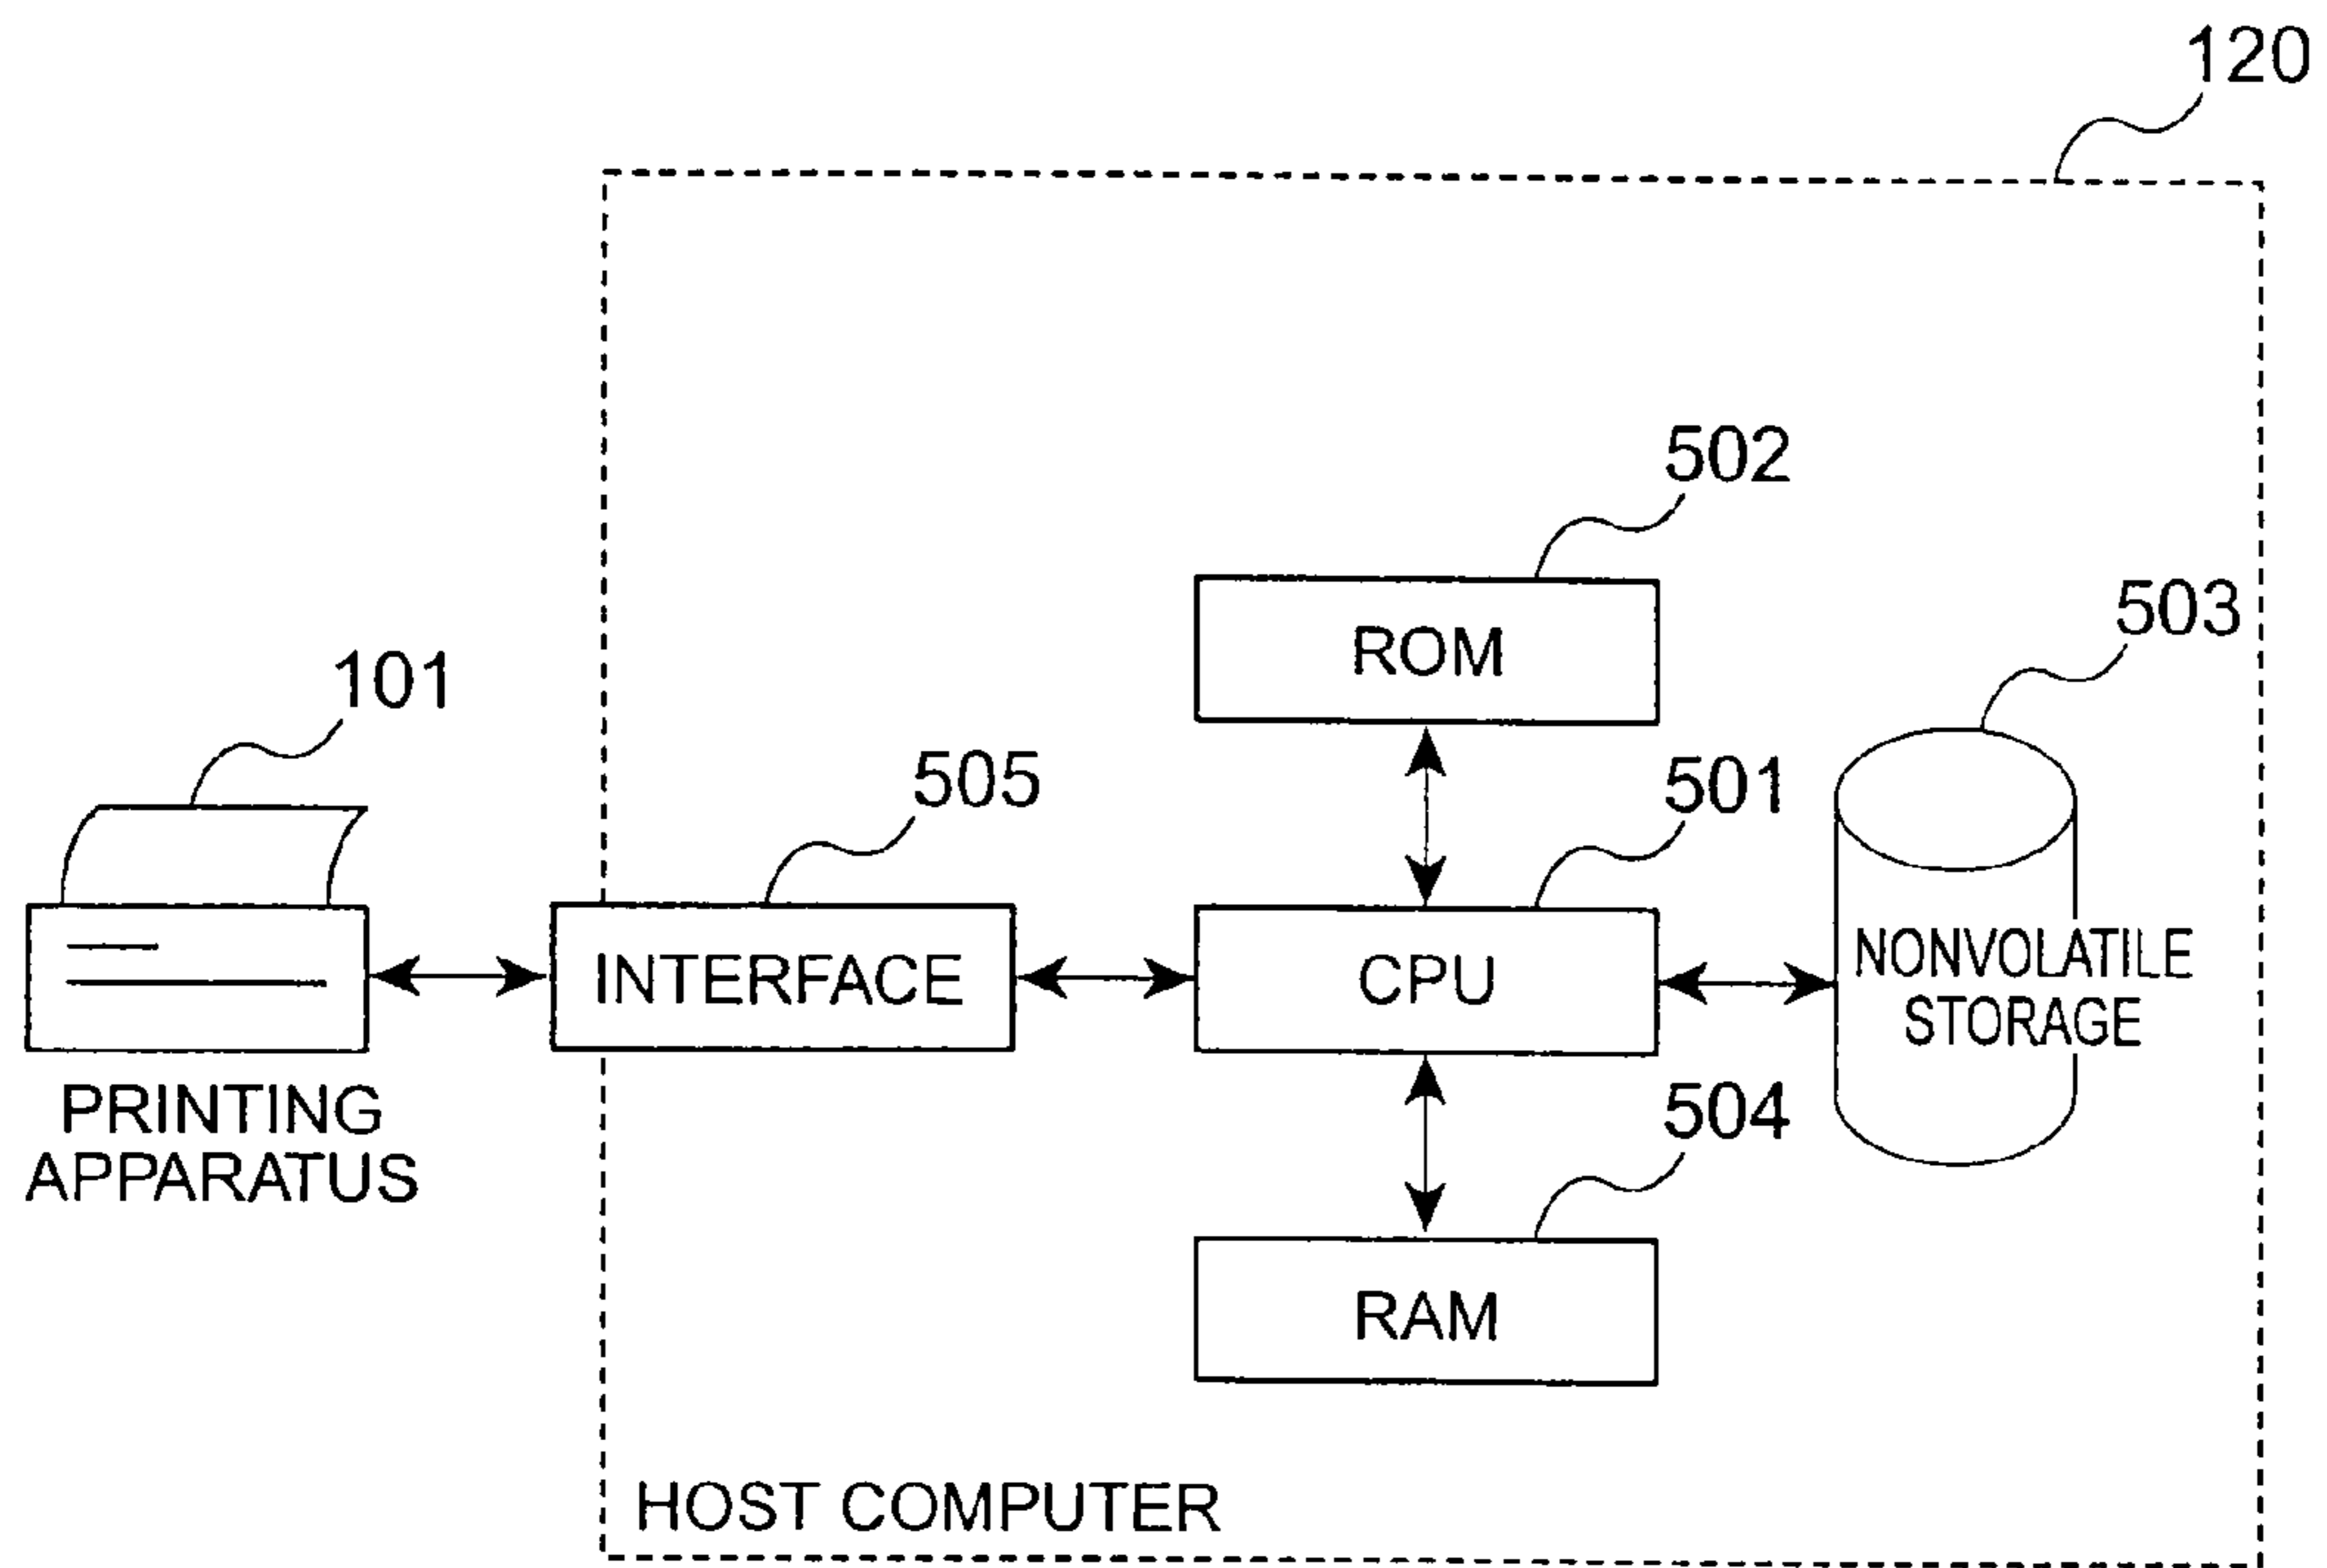 120
502
ROM
503
101
505
501
INTERFACE
CPU
NONVOLATILE
STORAGE
PRINTING
APPARATUS
504
RAM
HOST COMPUTER